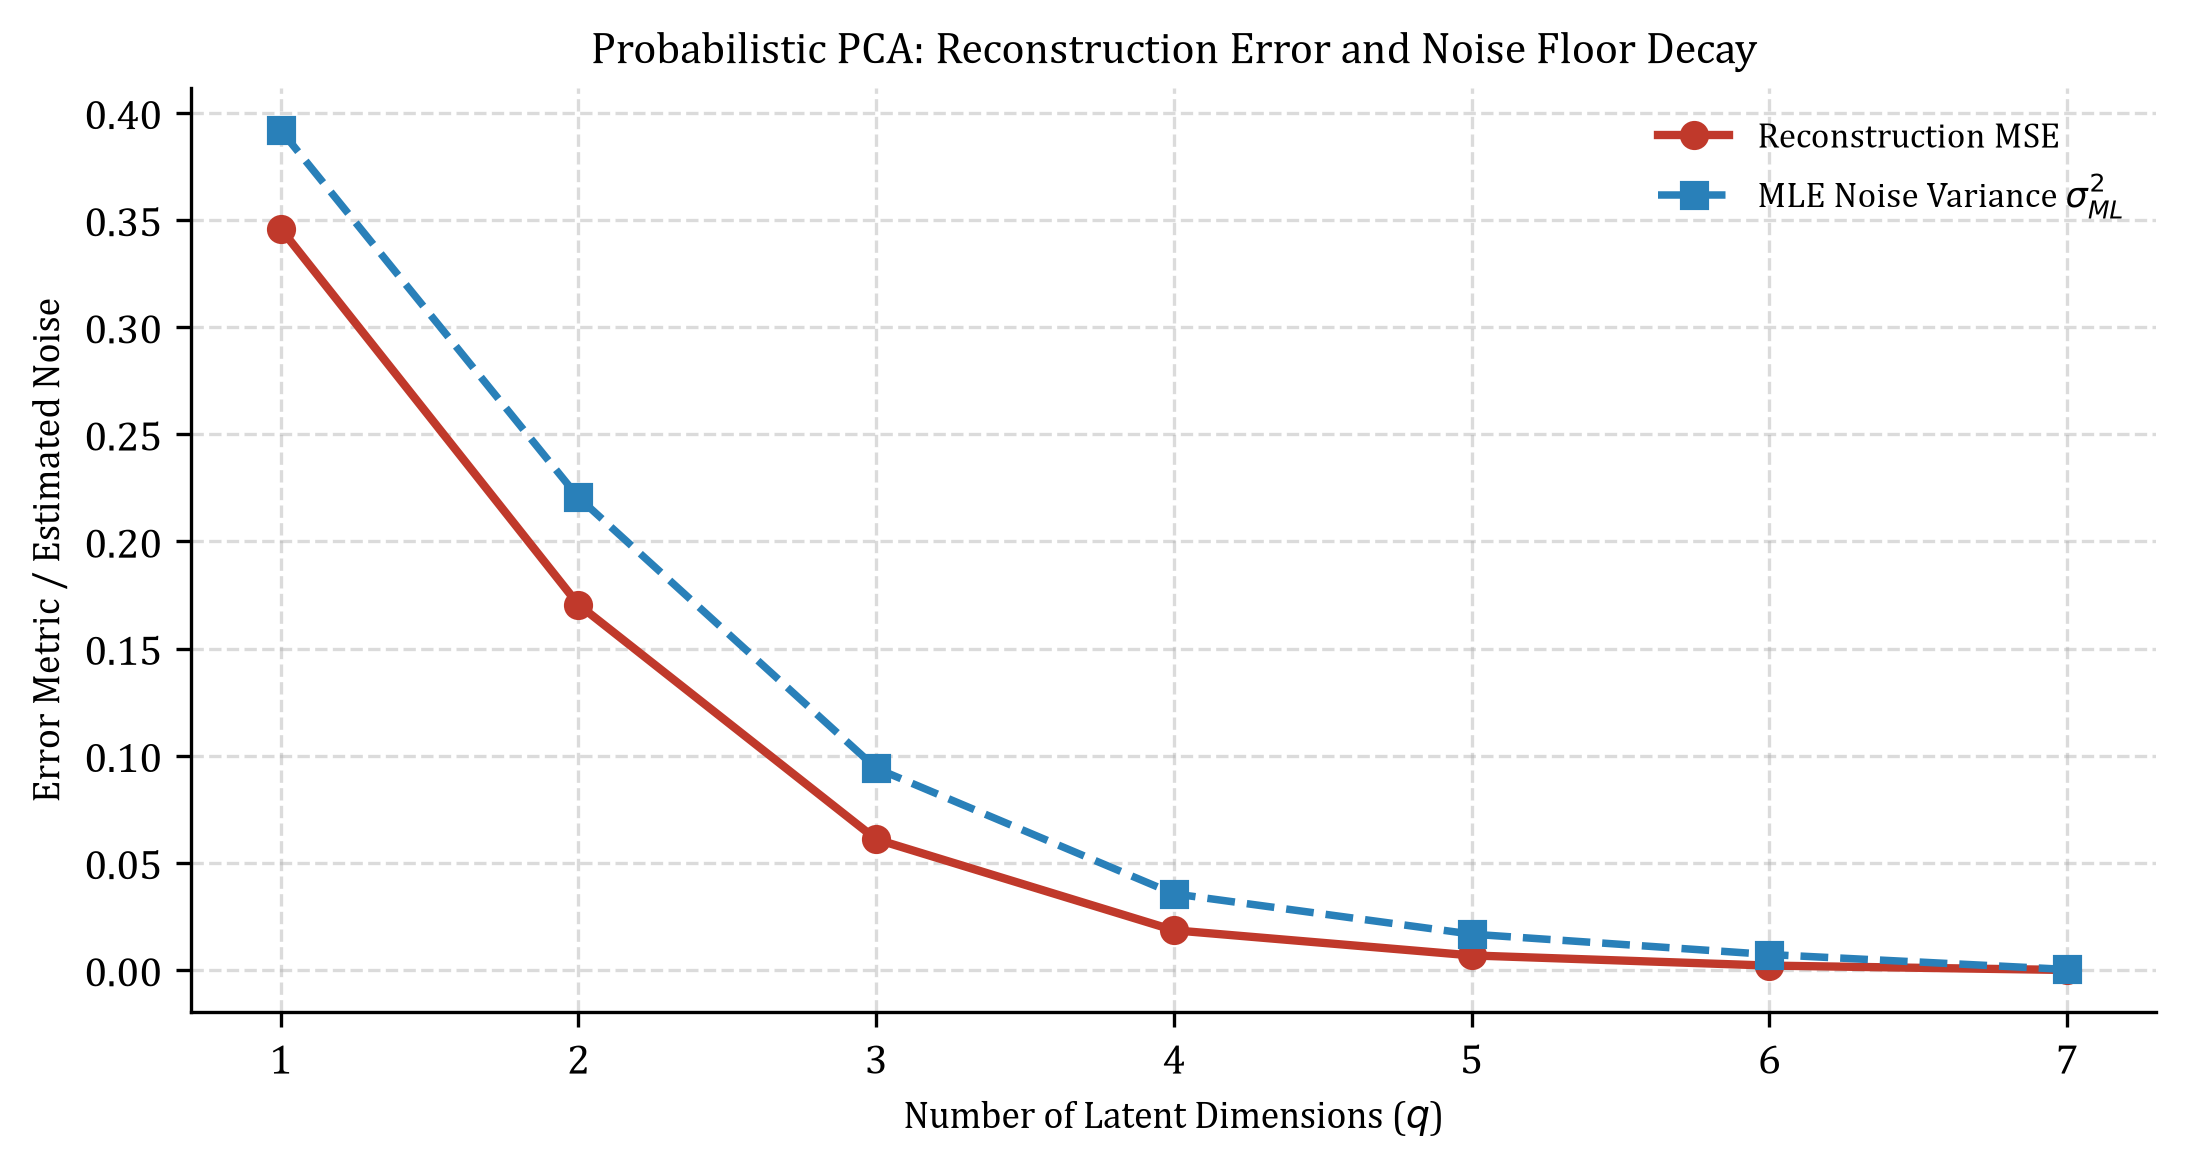 Probabilistic PCA: Reconstruction Error and Noise Floor Decay
Reconstruction MSE
MLE Noise Variance σ²_ML
Error Metric / Estimated Noise
0.40
0.35
0.30
0.25
0.20
0.15
0.10
0.05
0.00
1 2 3 4 5 6 7
Number of Latent Dimensions (q)